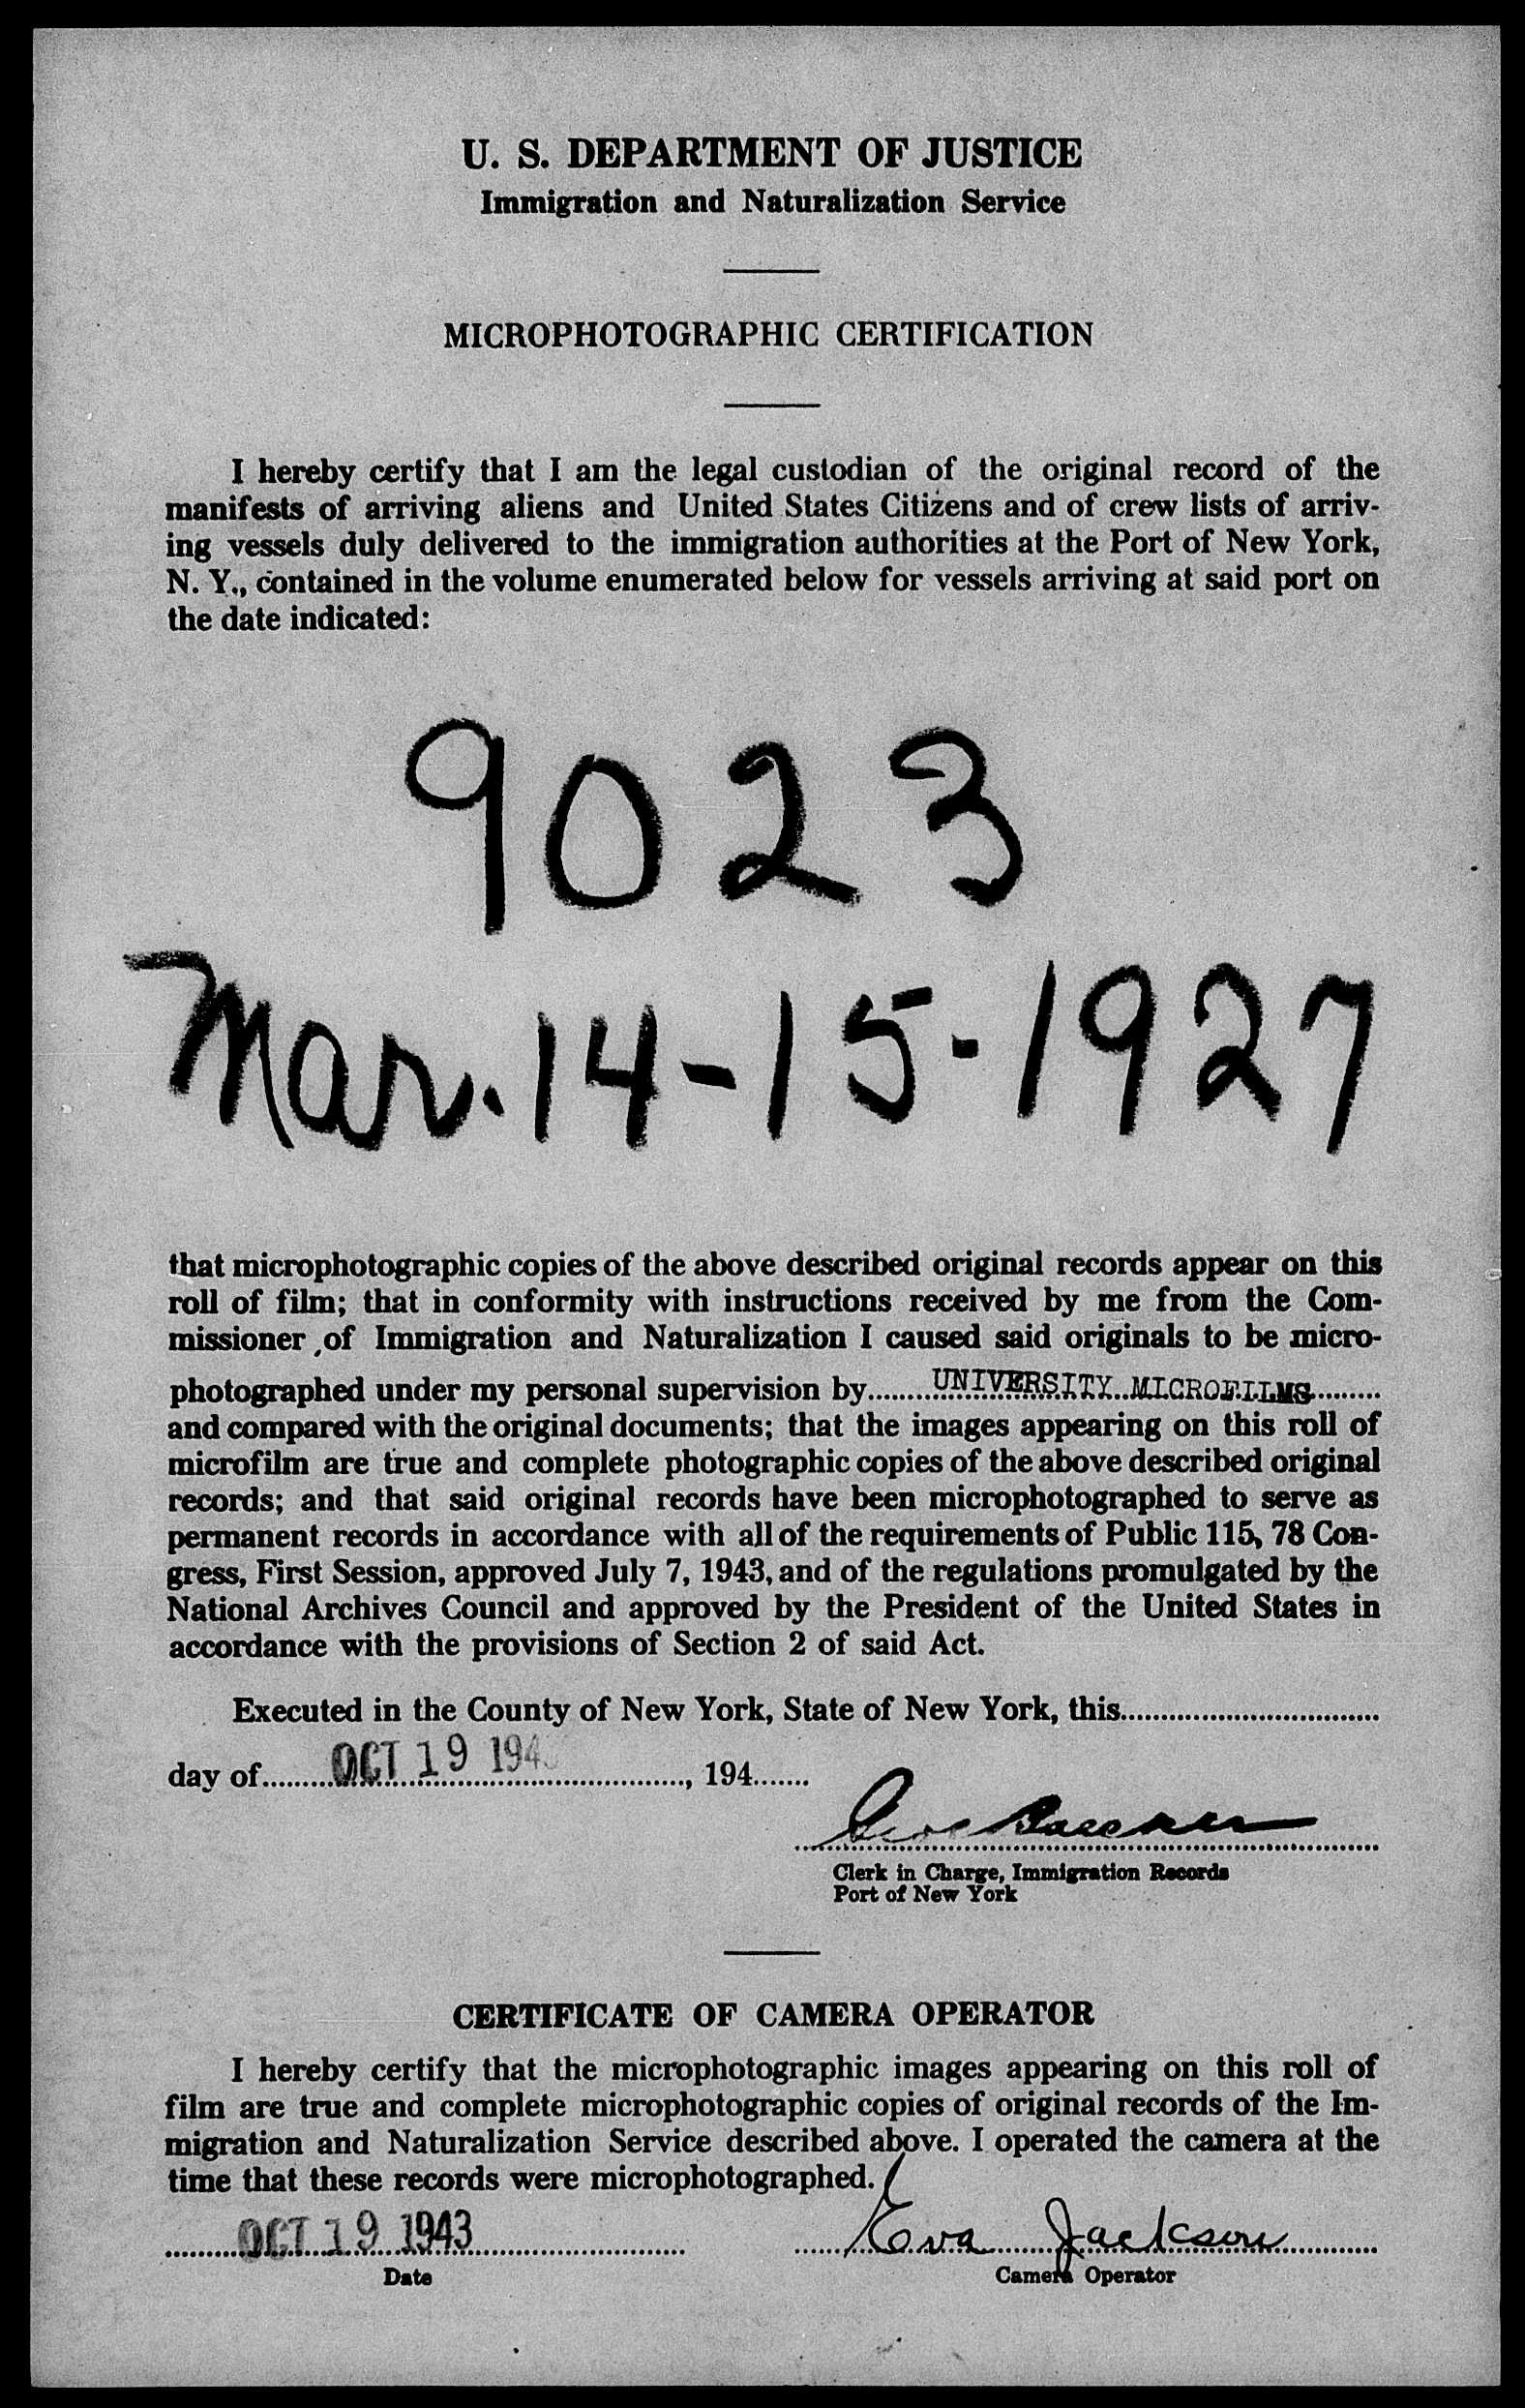 U. S. DEPARTMENT OF JUSTICE
Immigration and Naturalization Service
MICROPHOTOGRAPHIC CERTIFICATION
I hereby certify that I am the legal custodian of the original record of the
manifests of arriving aliens and United States Citizens and of crew lists of arriv-
ing vessels duly delivered to the immigration authorities at the Port of New York,
N. Y., contained in the volume enumerated below for vessels arriving at said port on
the date indicated:
9023
Mar. 14-15-1927
that microphotographic copies of the above described original records appear on this
roll of film; that in conformity with instructions received by me from the Com-
missioner of Immigration and Naturalization I caused said originals to be micro-
photographed under my personal supervision by UNIVERSITY MICROFILMS
and compared with the original documents; that the images appearing on this roll of
microfilm are true and complete photographic copies of the above described original
records; and that said original records have been microphotographed to serve as
permanent records in accordance with all of the requirements of Public 115, 78 Con-
gress, First Session, approved July 7, 1943, and of the regulations promulgated by the
National Archives Council and approved by the President of the United States in
accordance with the provisions of Section 2 of said Act.
Executed in the County of New York, State of New York, this
day of OCT 19 194 , 194
Clerk in Charge, Immigration Records
Port of New York
CERTIFICATE OF CAMERA OPERATOR
I hereby certify that the microphotographic images appearing on this roll of
film are true and complete microphotographic copies of original records of the Im-
migration and Naturalization Service described above. I operated the camera at the
time that these records were microphotographed.
OCT 19 1943 Eva Jackson
Date Camera Operator